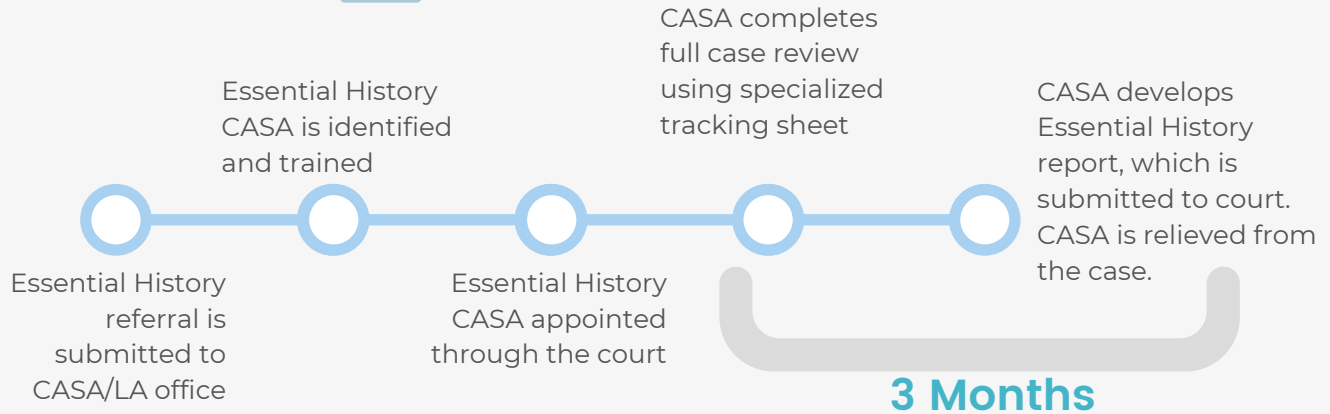 Essential History
referral is
submitted to
CASA/LA office
Essential History
CASA is identified
and trained
Essential History
CASA appointed
through the court
CASA completes
full case review
using specialized
tracking sheet
CASA develops
Essential History
report, which is
submitted to court.
CASA is relieved from
the case.
3 Months